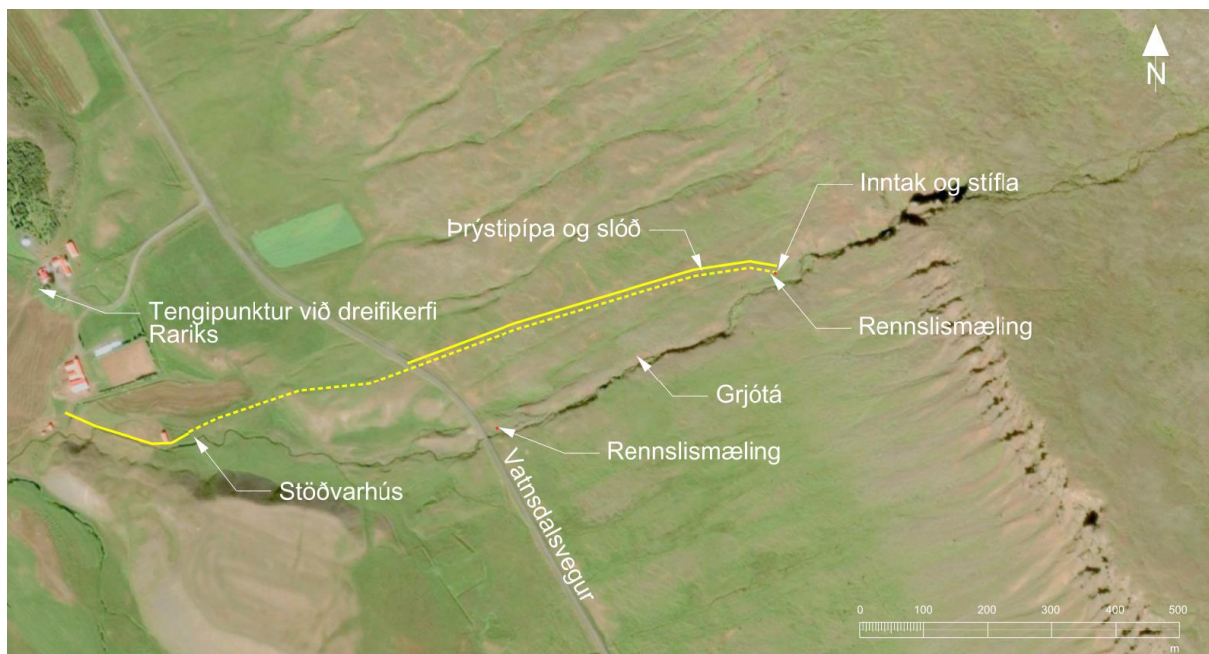 N
Inntak og stífla
Þrýstipípa og slóð
Tengipunktur við dreifikerfi
Rariks
Rennslismæling
Grjótá
Rennslismæling
Stöðvarhús
Vatnsdalsvegur
0 100 200 300 400 500
m